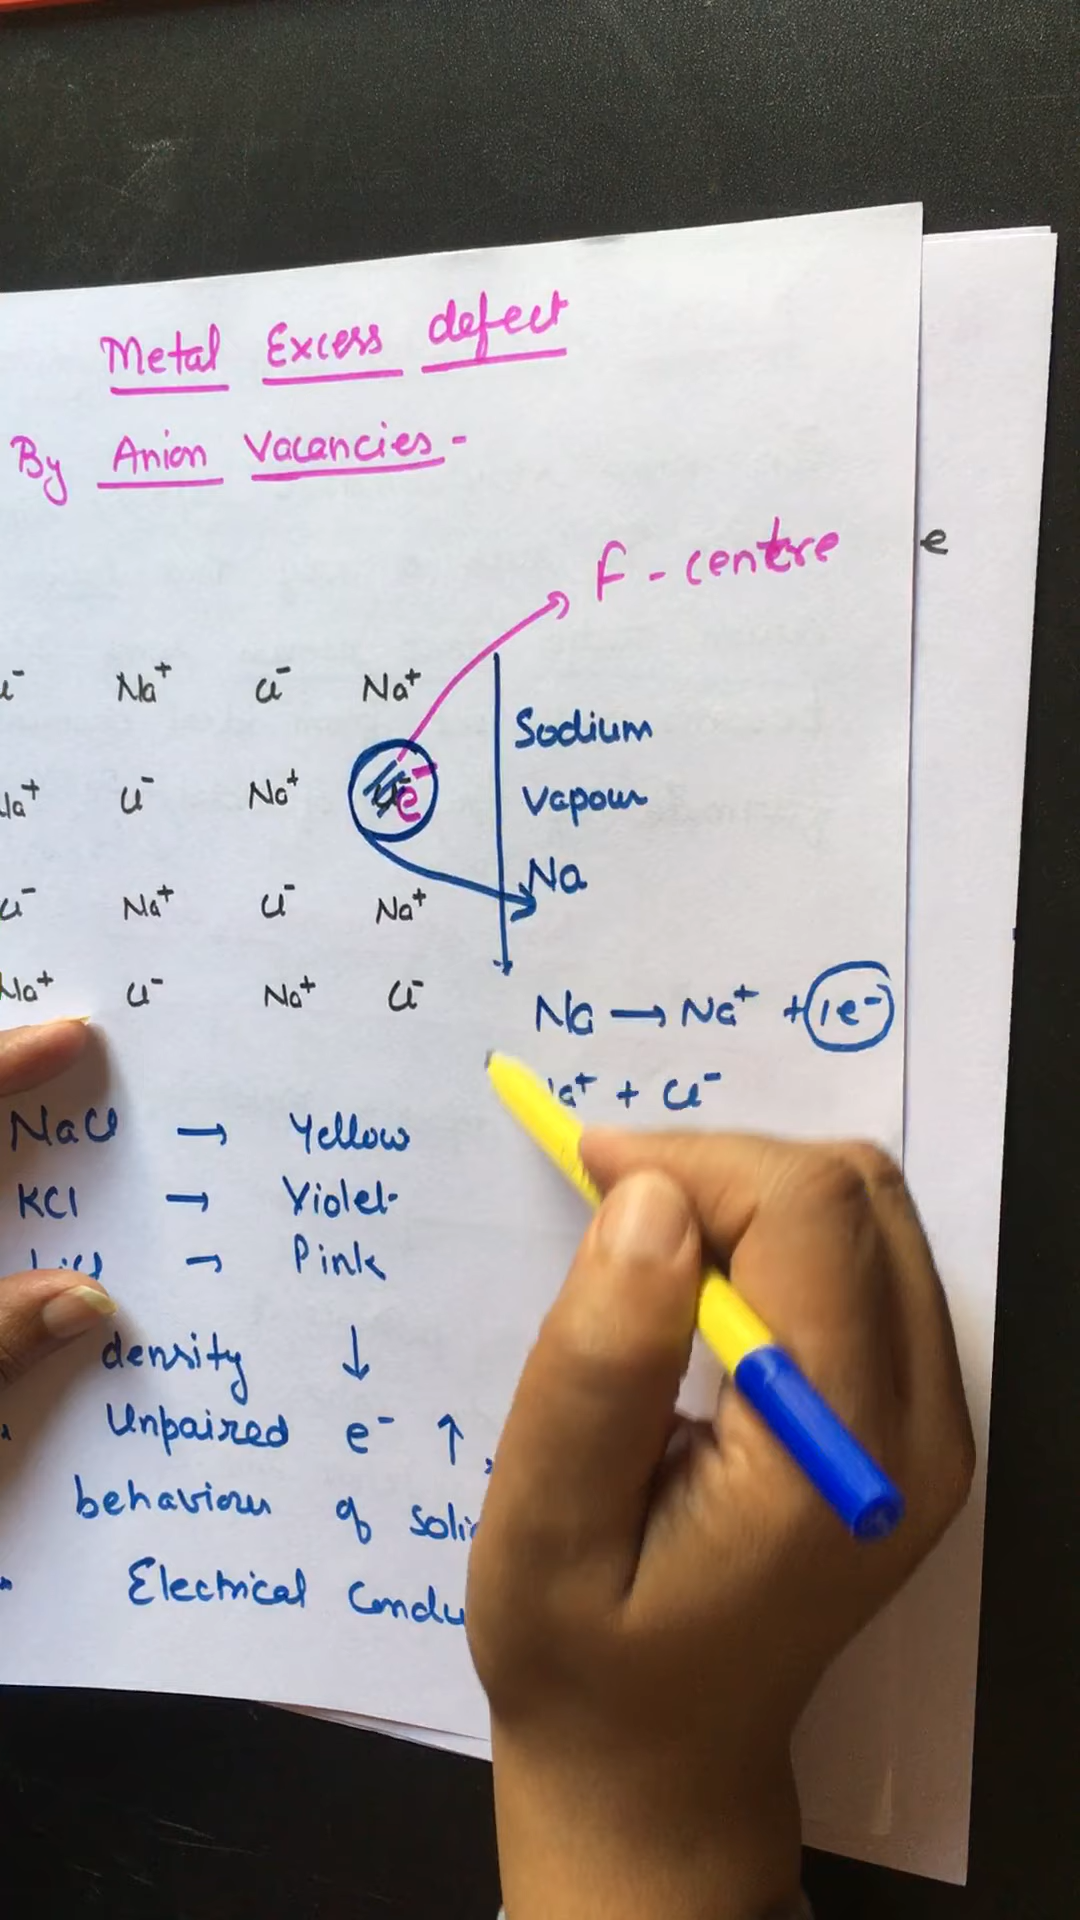 Metal Excess defect
By Anion Vacancies -
F - centre
e
Na⁺ Cl⁻ Na⁺
Sodium
Cl⁻ Na⁺ e⁻
Vapour
Na
Cl⁻ Na⁺ Cl⁻ Na⁺
Na⁺ Cl⁻ Na⁺ Cl⁻
Na → Na⁺ + 1e⁻
+ Cl⁻
NaCl → Yellow
KCl → Violet
→ Pink
density ↓
Unpaired e⁻ ↑,
behaviour of
Electrical